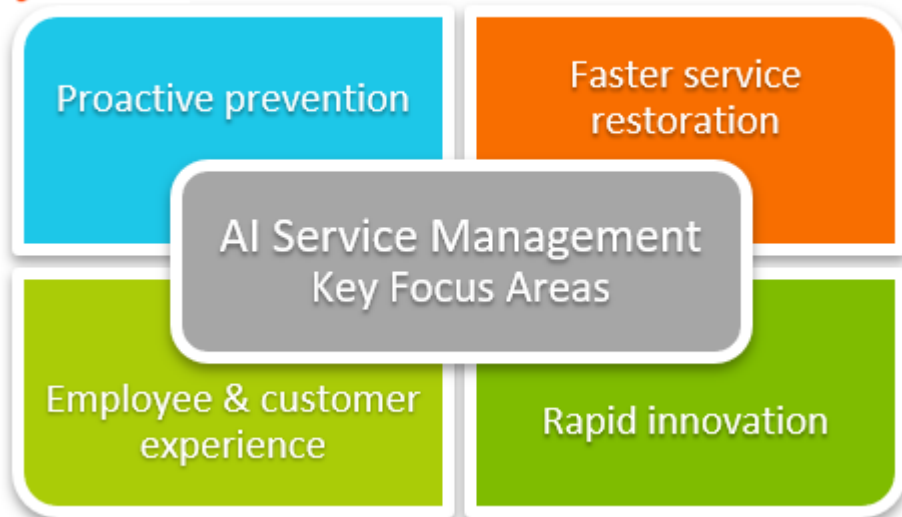 Proactive prevention
Faster service
restoration
AI Service Management
Key Focus Areas
Employee & customer
experience
Rapid innovation